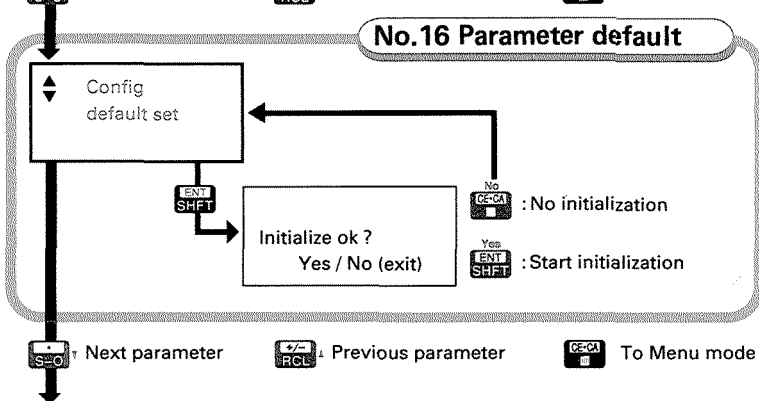 No.16 Parameter default
Config
default set
ENT
SHFT
Initialize ok ?
Yes / No (exit)
No
CE•CA
: No initialization
Yes
ENT
SHFT
: Start initialization
•
S–O
Next parameter
+/–
RCL
Previous parameter
CE•CA
To Menu mode